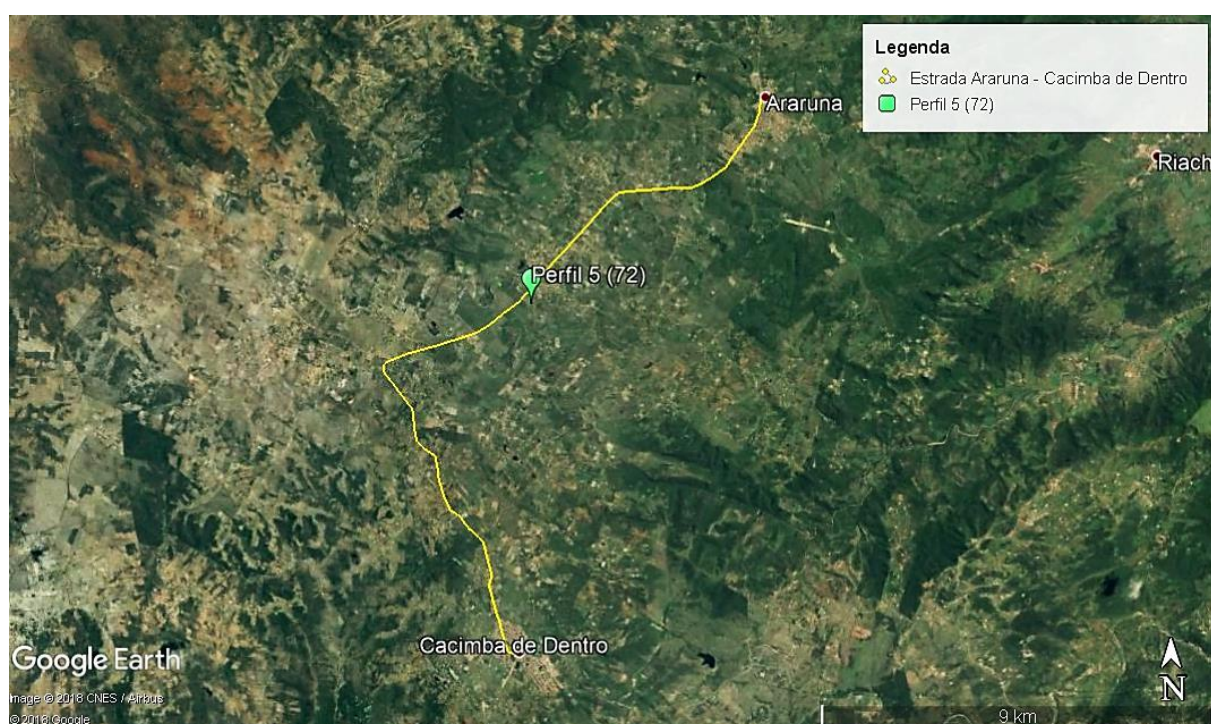 Legenda
Estrada Araruna - Cacimba de Dentro
Perfil 5 (72)
Araruna
Riach
Perfil 5 (72)
Cacimba de Dentro
Google Earth
mage © 2018 CNES / Airbus
© 2018 Google
N
9 km